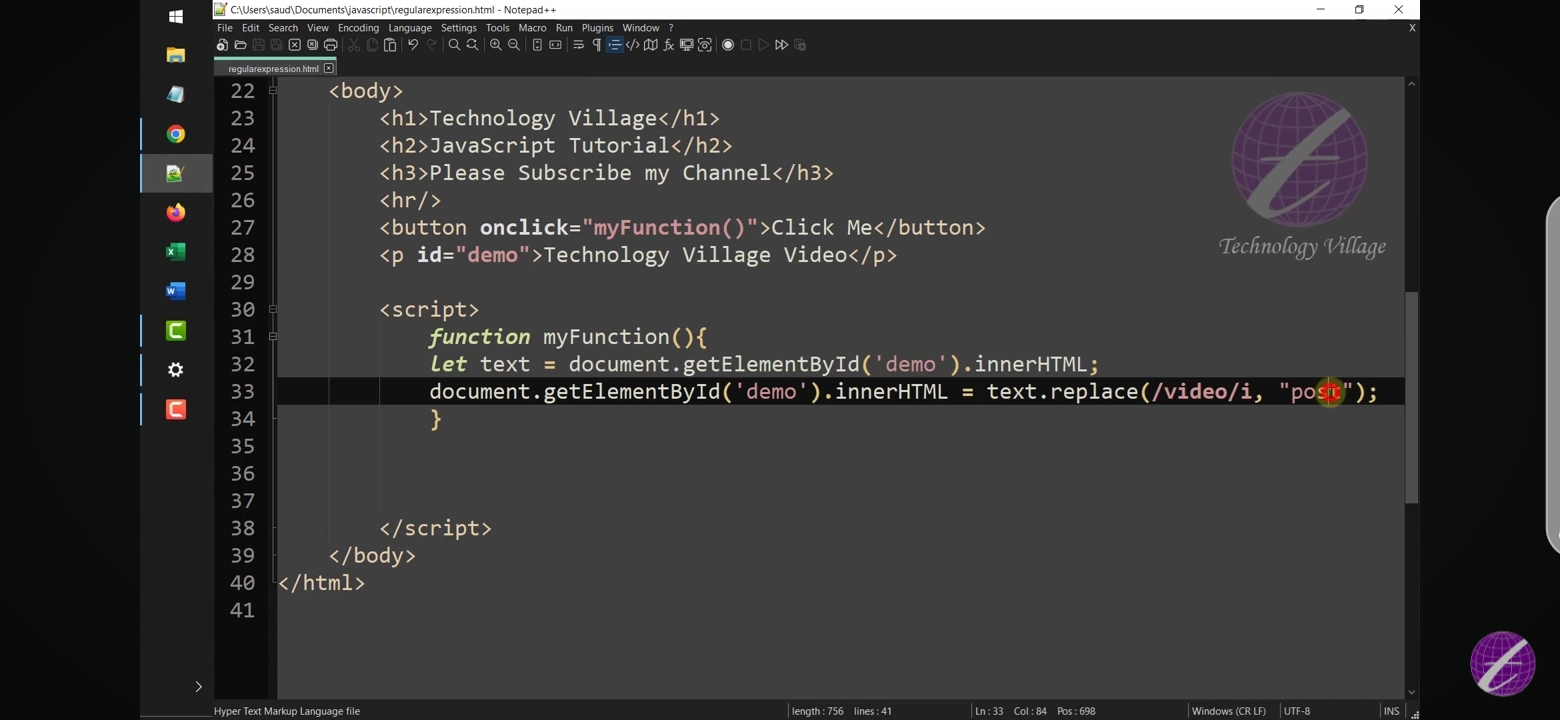 C:\Users\saud\Documents\javascript\regularexpression.html - Notepad++
File Edit Search View Encoding Language Settings Tools Macro Run Plugins Window ? X
regularexpression.html
22 <body>
23 <h1>Technology Village</h1>
24 <h2>JavaScript Tutorial</h2>
25 <h3>Please Subscribe my Channel</h3>
26 <hr/>
27 <button onclick="myFunction()">Click Me</button>
28 <p id="demo">Technology Village Video</p>
29
30 <script>
31 function myFunction(){
32 let text = document.getElementById('demo').innerHTML;
33 document.getElementById('demo').innerHTML = text.replace(/video/i, "post");
34 }
35
36
37
38 </script>
39 </body>
40 </html>
41
Technology Village
Hyper Text Markup Language file length : 756 lines : 41 Ln : 33 Col : 84 Pos : 698 Windows (CR LF) UTF-8 INS